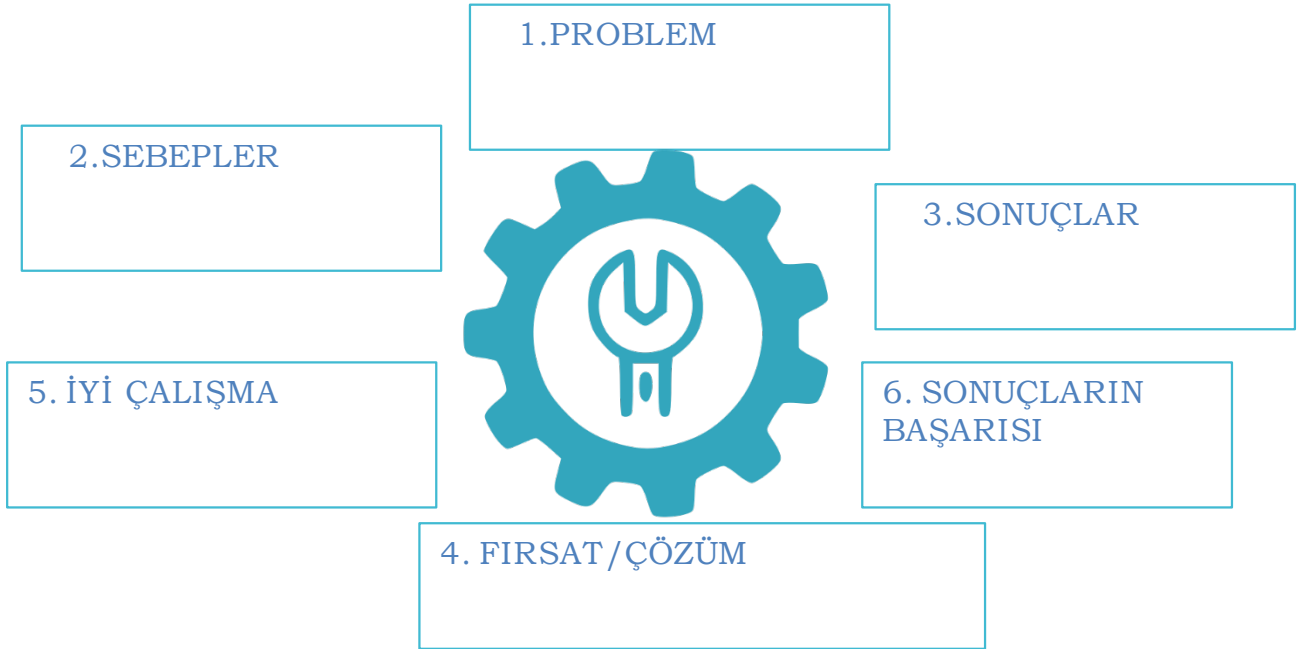 1.PROBLEM
2.SEBEPLER
3.SONUÇLAR
5. İYİ ÇALIŞMA
6. SONUÇLARIN
BAŞARISI
4. FIRSAT/ÇÖZÜM